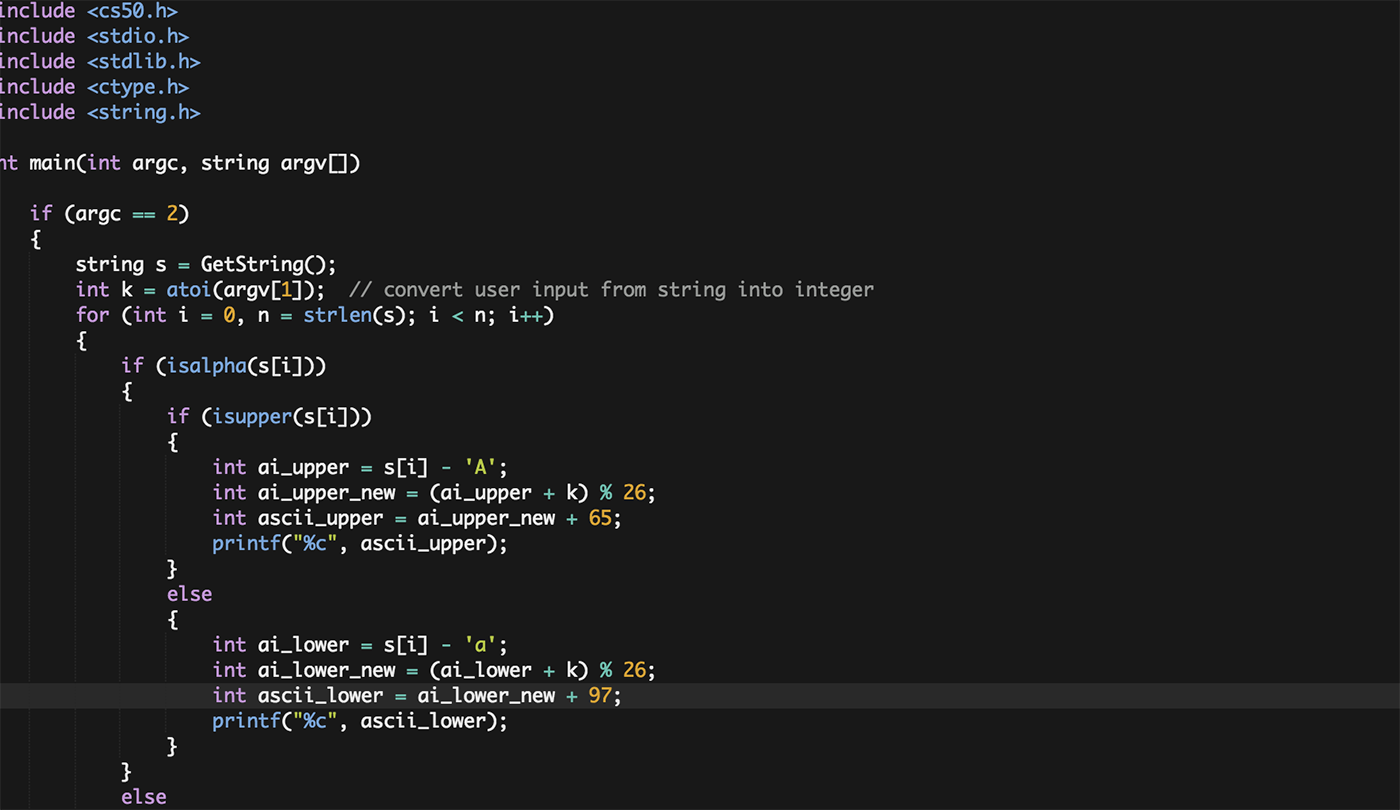 include <cs50.h>
include <stdio.h>
include <stdlib.h>
include <ctype.h>
include <string.h>
nt main(int argc, string argv[])
if (argc == 2)
{
string s = GetString();
int k = atoi(argv[1]);  // convert user input from string into integer
for (int i = 0, n = strlen(s); i < n; i++)
{
if (isalpha(s[i]))
{
if (isupper(s[i]))
{
int ai_upper = s[i] - 'A';
int ai_upper_new = (ai_upper + k) % 26;
int ascii_upper = ai_upper_new + 65;
printf("%c", ascii_upper);
}
else
{
int ai_lower = s[i] - 'a';
int ai_lower_new = (ai_lower + k) % 26;
int ascii_lower = ai_lower_new + 97;
printf("%c", ascii_lower);
}
}
else